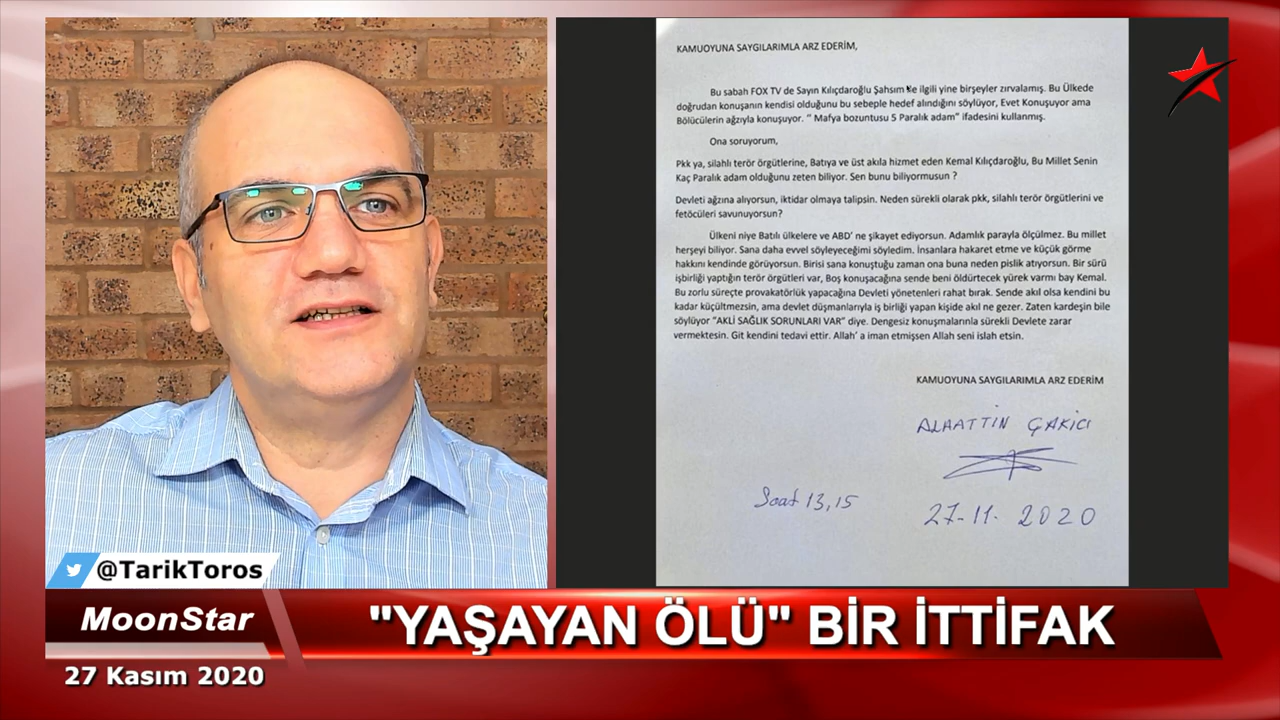 KAMUOYUNA SAYGILARIMLA ARZ EDERİM,
Bu sabah FOX TV de Sayın Kılıçdaroğlu Şahsım ile ilgili yine birşeyler zırvalamış. Bu Ülkede
doğrudan konuşanın kendisi olduğunu bu sebeple hedef alındığını söylüyor, Evet Konuşuyor ama
Bölücülerin ağzıyla konuşuyor. “ Mafya bozuntusu 5 Paralık adam” ifadesini kullanmış.
Ona soruyorum,
Pkk ya, silahlı terör örgütlerine, Batıya ve üst akıla hizmet eden Kemal Kılıçdaroğlu, Bu Millet Senin
Kaç Paralık adam olduğunu zeten biliyor. Sen bunu biliyormusun ?
Devleti ağzına alıyorsun, iktidar olmaya talipsin. Neden sürekli olarak pkk, silahlı terör örgütlerini ve
fetöcüleri savunuyorsun?
Ülkeni niye Batılı ülkelere ve ABD’ ne şikayet ediyorsun. Adamlık parayla ölçülmez. Bu millet
herşeyi biliyor. Sana daha evvel söyleyeceğimi söyledim. İnsanlara hakaret etme ve küçük görme
hakkını kendinde görüyorsun. Birisi sana konuştuğu zaman ona buna neden pislik atıyorsun. Bir sürü
işbirliği yaptığın terör örgütleri var, Boş konuşacağına sende beni öldürtecek yürek varmı bay Kemal.
Bu zorlu süreçte provakatörlük yapacağına Devleti yönetenleri rahat bırak. Sende akıl olsa kendini bu
kadar küçültmezsin, ama devlet düşmanlarıyla iş birliği yapan kişide akıl ne gezer. Zaten kardeşin bile
söylüyor “AKLİ SAĞLIK SORUNLARI VAR” diye. Dengesiz konuşmalarınla sürekli Devlete zarar
vermektesin. Git kendini tedavi ettir. Allah’ a iman etmişsen Allah seni islah etsin.
KAMUOYUNA SAYGILARIMLA ARZ EDERİM
ALAATTİN ÇAKICI
Saat 13,15
27-11-2020
@TarikToros
MoonStar
"YAŞAYAN ÖLÜ" BİR İTTİFAK
27 Kasım 2020